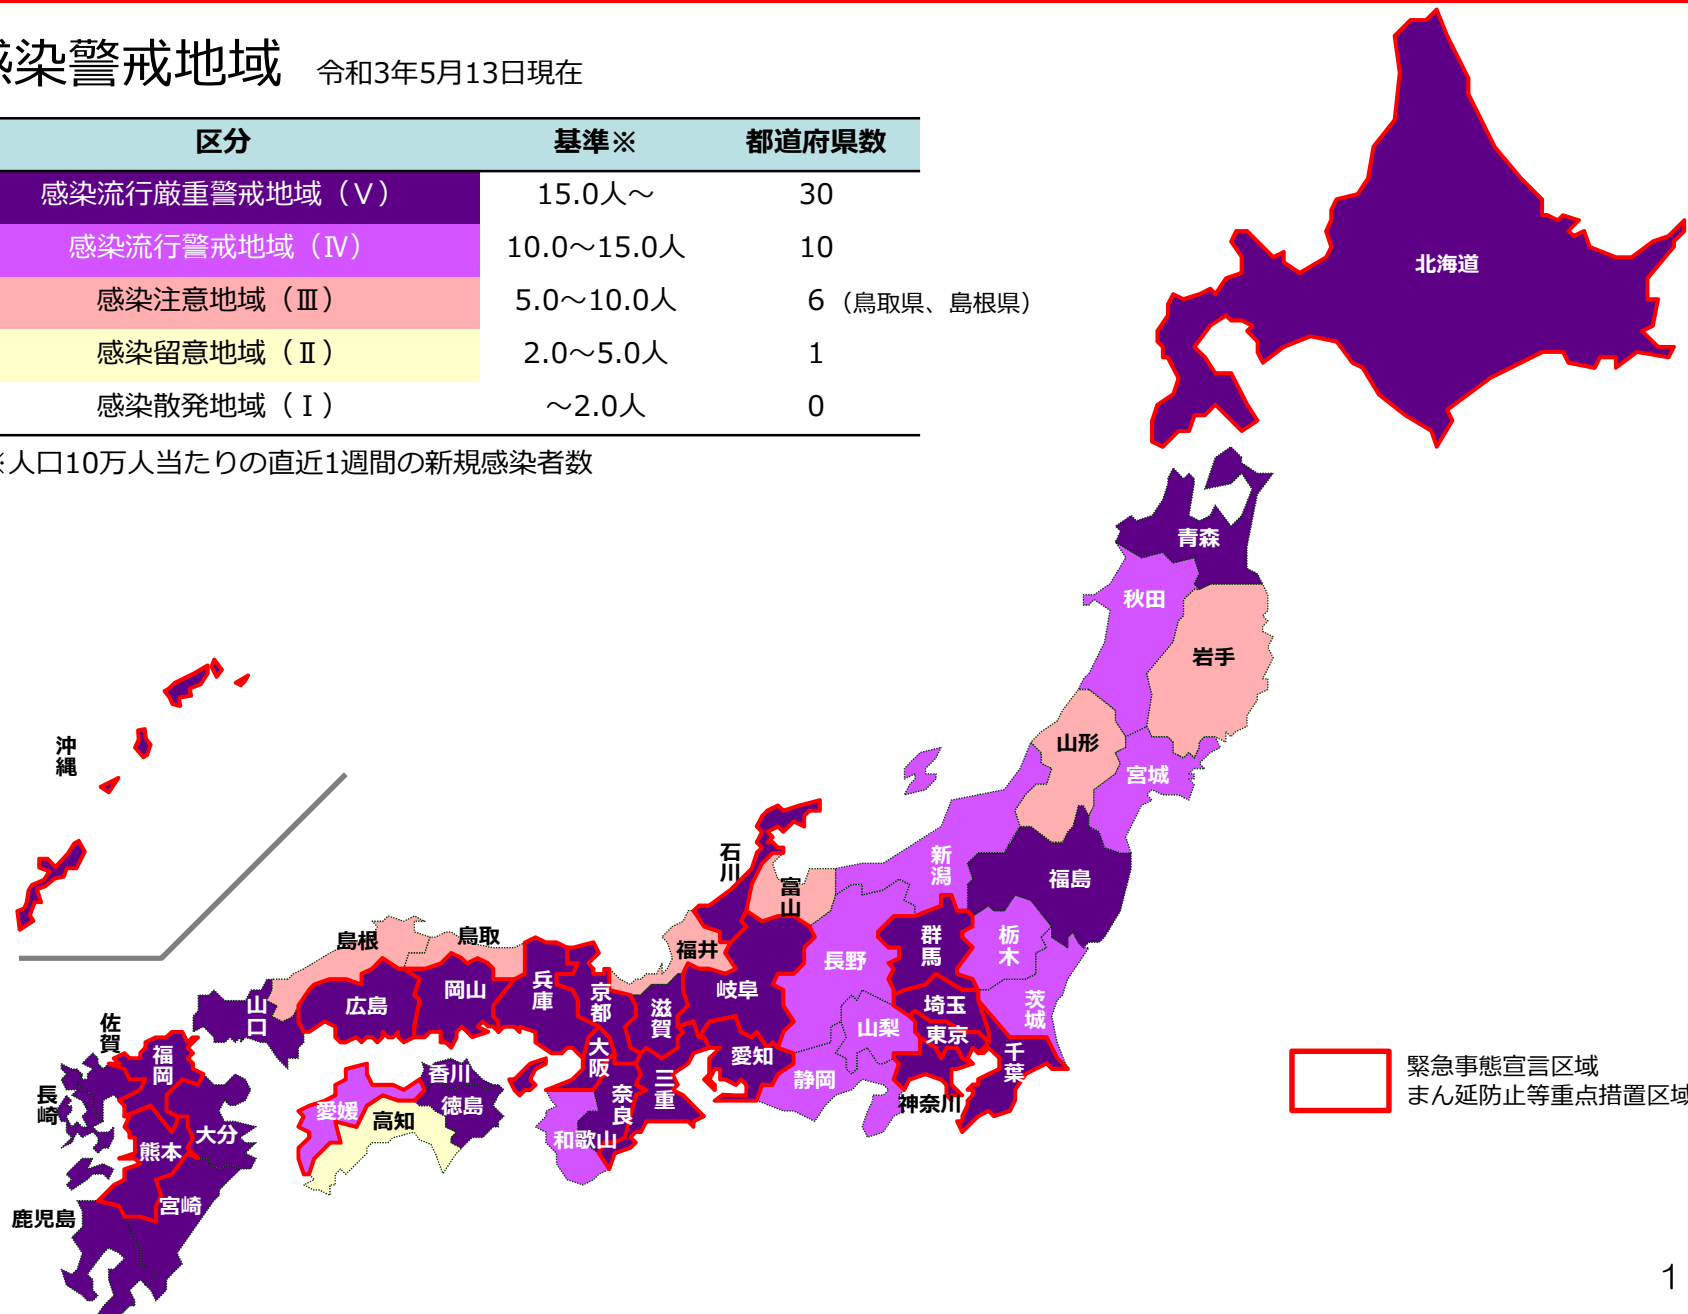 感染警戒地域 令和3年5月13日現在
区分 基準※ 都道府県数
感染流行厳重警戒地域（Ⅴ） 15.0人～ 30
感染流行警戒地域（Ⅳ） 10.0～15.0人 10
感染注意地域（Ⅲ） 5.0～10.0人 6 （鳥取県、島根県）
感染留意地域（Ⅱ） 2.0～5.0人 1
感染散発地域（Ⅰ） ～2.0人 0
※人口10万人当たりの直近1週間の新規感染者数
北海道
青森
秋田
岩手
山形
宮城
新潟
福島
石川
富山
福井
群馬
栃木
長野
岐阜
埼玉
茨城
山梨
東京
千葉
神奈川
静岡
愛知
滋賀
三重
京都
大阪
奈良
和歌山
兵庫
鳥取
島根
岡山
広島
山口
香川
徳島
愛媛
高知
福岡
佐賀
長崎
大分
熊本
宮崎
鹿児島
沖縄
緊急事態宣言区域
まん延防止等重点措置区域
1